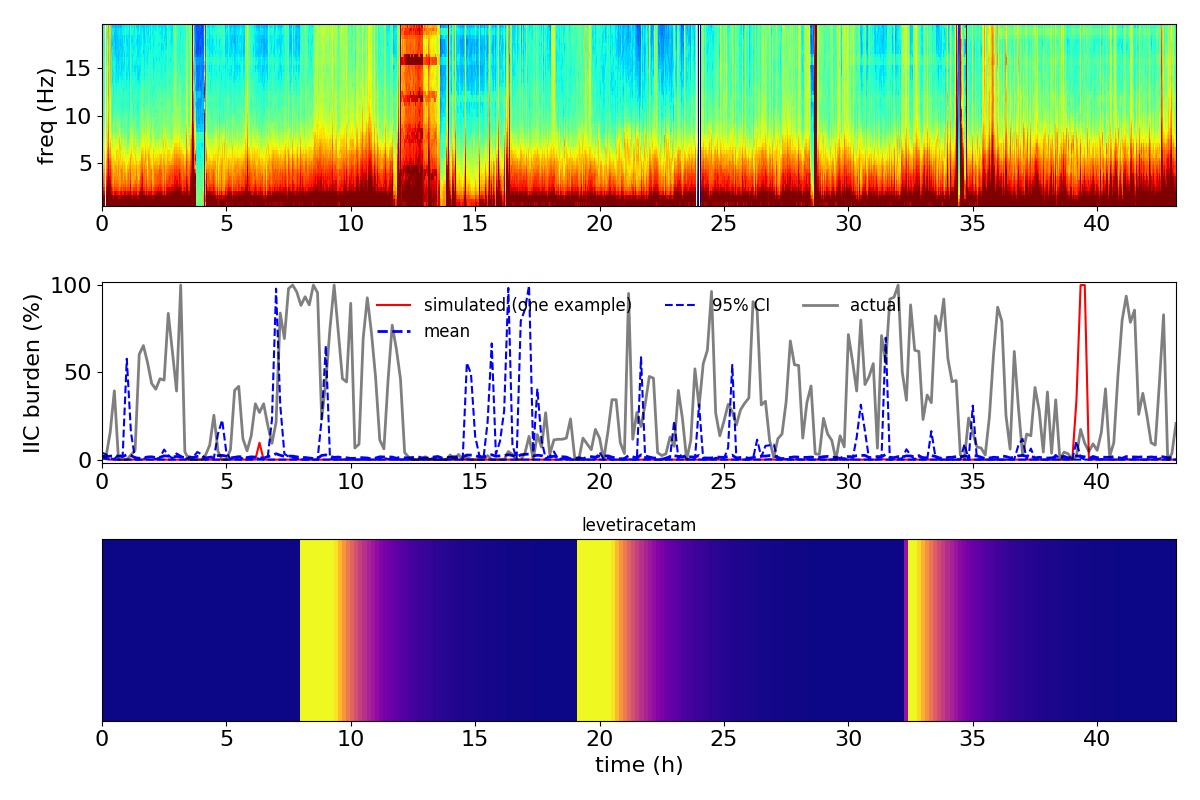 freq (Hz)
15
10
5
0 5 10 15 20 25 30 35 40
IIC burden (%)
100
50
0
simulated (one example) 95% CI actual
mean
0 5 10 15 20 25 30 35 40
levetiracetam
0 5 10 15 20 25 30 35 40
time (h)